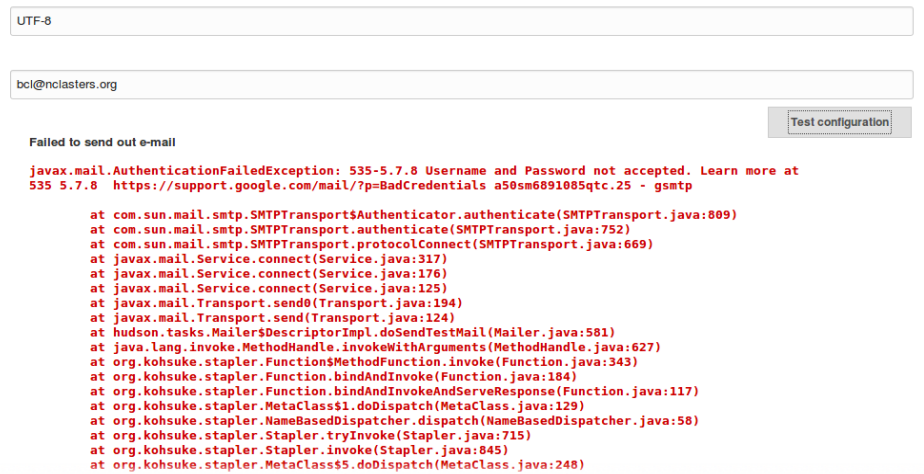 UTF-8
bcl@nclasters.org
Test configuration
Failed to send out e-mail
javax.mail.AuthenticationFailedException: 535-5.7.8 Username and Password not accepted. Learn more at
535 5.7.8  https://support.google.com/mail/?p=BadCredentials a50sm6891085qtc.25 - gsmtp
at com.sun.mail.smtp.SMTPTransport$Authenticator.authenticate(SMTPTransport.java:809)
at com.sun.mail.smtp.SMTPTransport.authenticate(SMTPTransport.java:752)
at com.sun.mail.smtp.SMTPTransport.protocolConnect(SMTPTransport.java:669)
at javax.mail.Service.connect(Service.java:317)
at javax.mail.Service.connect(Service.java:176)
at javax.mail.Service.connect(Service.java:125)
at javax.mail.Transport.send0(Transport.java:194)
at javax.mail.Transport.send(Transport.java:124)
at hudson.tasks.Mailer$DescriptorImpl.doSendTestMail(Mailer.java:581)
at java.lang.invoke.MethodHandle.invokeWithArguments(MethodHandle.java:627)
at org.kohsuke.stapler.Function$MethodFunction.invoke(Function.java:343)
at org.kohsuke.stapler.Function.bindAndInvoke(Function.java:184)
at org.kohsuke.stapler.Function.bindAndInvokeAndServeResponse(Function.java:117)
at org.kohsuke.stapler.MetaClass$1.doDispatch(MetaClass.java:129)
at org.kohsuke.stapler.NameBasedDispatcher.dispatch(NameBasedDispatcher.java:58)
at org.kohsuke.stapler.Stapler.tryInvoke(Stapler.java:715)
at org.kohsuke.stapler.Stapler.invoke(Stapler.java:845)
at org.kohsuke.stapler.MetaClass$5.doDispatch(MetaClass.java:248)